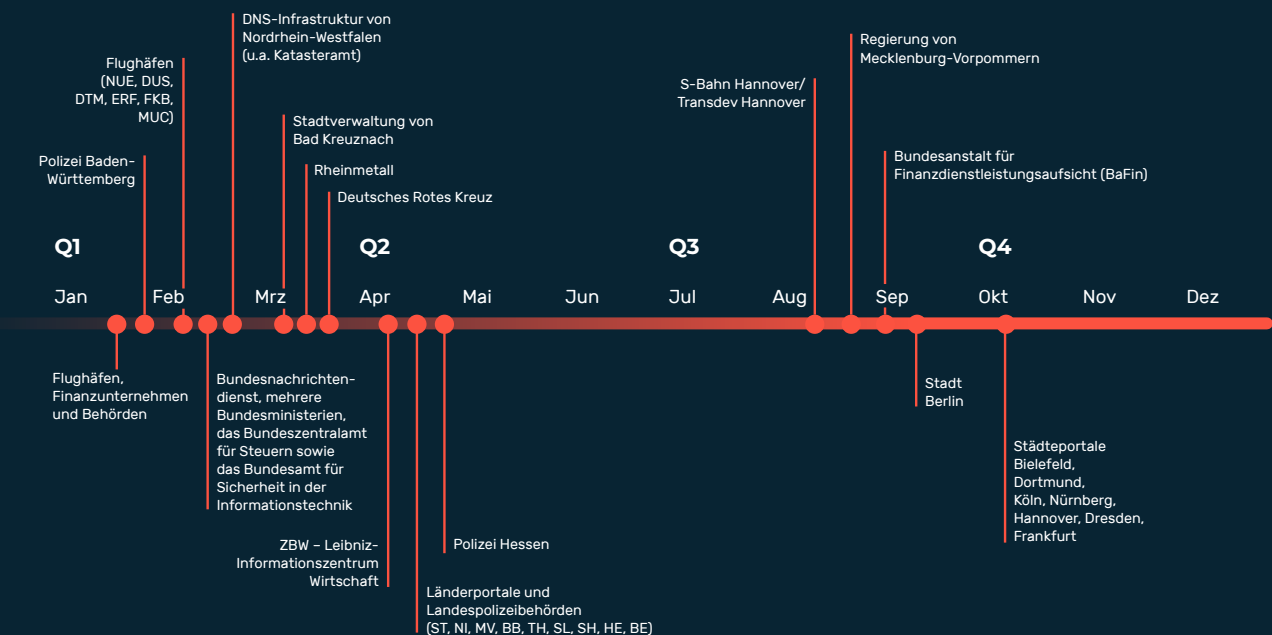 DNS-Infrastruktur von
Nordrhein-Westfalen
(u.a. Katasteramt)
Flughäfen
(NUE, DUS,
DTM, ERF, FKB,
MUC)
Stadtverwaltung von
Bad Kreuznach
Polizei Baden-
Württemberg
Rheinmetall
Deutsches Rotes Kreuz
Regierung von
Mecklenburg-Vorpommern
S-Bahn Hannover/
Transdev Hannover
Bundesanstalt für
Finanzdienstleistungsaufsicht (BaFin)
Q1
Q2
Q3
Q4
Jan
Feb
Mrz
Apr
Mai
Jun
Jul
Aug
Sep
Okt
Nov
Dez
Flughäfen,
Finanzunternehmen
und Behörden
Bundesnachrichten-
dienst, mehrere
Bundesministerien,
das Bundeszentralamt
für Steuern sowie
das Bundesamt für
Sicherheit in der
Informationstechnik
ZBW – Leibniz-
Informationszentrum
Wirtschaft
Länderportale und
Landespolizeibehörden
(ST, NI, MV, BB, TH, SL, SH, HE, BE)
Polizei Hessen
Stadt
Berlin
Städteportale
Bielefeld,
Dortmund,
Köln, Nürnberg,
Hannover, Dresden,
Frankfurt